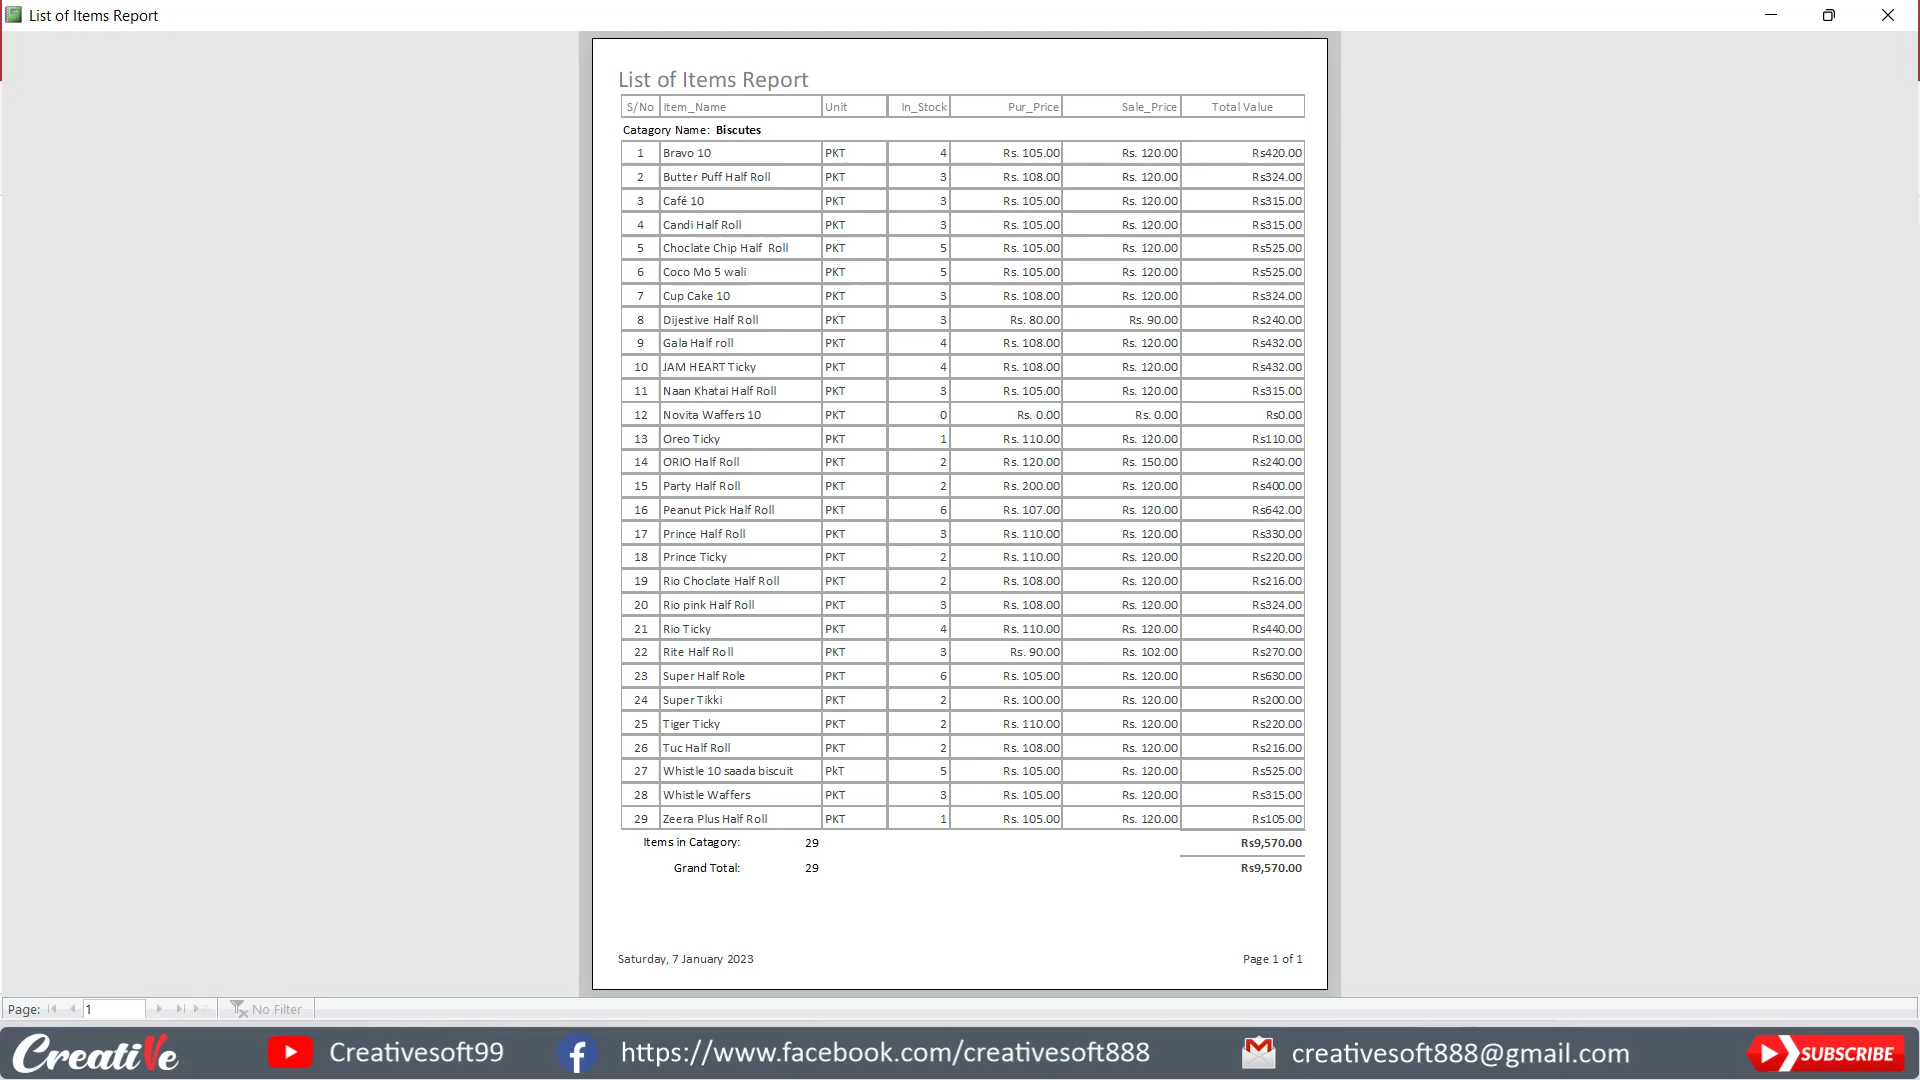 List of Items Report
List of Items Report
S/No Item_Name Unit In_Stock Pur_Price Sale_Price Total Value
Catagory Name: Biscutes
1 Bravo 10 PKT 4 Rs. 105.00 Rs. 120.00 Rs420.00
2 Butter Puff Half Roll PKT 3 Rs. 108.00 Rs. 120.00 Rs324.00
3 Café 10 PKT 3 Rs. 105.00 Rs. 120.00 Rs315.00
4 Candi Half Roll PKT 3 Rs. 105.00 Rs. 120.00 Rs315.00
5 Choclate Chip Half Roll PKT 5 Rs. 105.00 Rs. 120.00 Rs525.00
6 Coco Mo 5 wali PKT 5 Rs. 105.00 Rs. 120.00 Rs525.00
7 Cup Cake 10 PKT 3 Rs. 108.00 Rs. 120.00 Rs324.00
8 Dijestive Half Roll PKT 3 Rs. 80.00 Rs. 90.00 Rs240.00
9 Gala Half roll PKT 4 Rs. 108.00 Rs. 120.00 Rs432.00
10 JAM HEART Ticky PKT 4 Rs. 108.00 Rs. 120.00 Rs432.00
11 Naan Khatai Half Roll PKT 3 Rs. 105.00 Rs. 120.00 Rs315.00
12 Novita Waffers 10 PKT 0 Rs. 0.00 Rs. 0.00 Rs0.00
13 Oreo Ticky PKT 1 Rs. 110.00 Rs. 120.00 Rs110.00
14 ORIO Half Roll PKT 2 Rs. 120.00 Rs. 150.00 Rs240.00
15 Party Half Roll PKT 2 Rs. 200.00 Rs. 120.00 Rs400.00
16 Peanut Pick Half Roll PKT 6 Rs. 107.00 Rs. 120.00 Rs642.00
17 Prince Half Roll PKT 3 Rs. 110.00 Rs. 120.00 Rs330.00
18 Prince Ticky PKT 2 Rs. 110.00 Rs. 120.00 Rs220.00
19 Rio Choclate Half Roll PKT 2 Rs. 108.00 Rs. 120.00 Rs216.00
20 Rio pink Half Roll PKT 3 Rs. 108.00 Rs. 120.00 Rs324.00
21 Rio Ticky PKT 4 Rs. 110.00 Rs. 120.00 Rs440.00
22 Rite Half Roll PKT 3 Rs. 90.00 Rs. 102.00 Rs270.00
23 Super Half Role PKT 6 Rs. 105.00 Rs. 120.00 Rs630.00
24 Super Tikki PKT 2 Rs. 100.00 Rs. 120.00 Rs200.00
25 Tiger Ticky PKT 2 Rs. 110.00 Rs. 120.00 Rs220.00
26 Tuc Half Roll PKT 2 Rs. 108.00 Rs. 120.00 Rs216.00
27 Whistle 10 saada biscuit PkT 5 Rs. 105.00 Rs. 120.00 Rs525.00
28 Whistle Waffers PKT 3 Rs. 105.00 Rs. 120.00 Rs315.00
29 Zeera Plus Half Roll PKT 1 Rs. 105.00 Rs. 120.00 Rs105.00
Items in Catagory: 29 Rs9,570.00
Grand Total: 29 Rs9,570.00
Saturday, 7 January 2023 Page 1 of 1
Page: 1 No Filter
CreatiVe Creativesoft99 https://www.facebook.com/creativesoft888 creativesoft888@gmail.com SUBSCRIBE